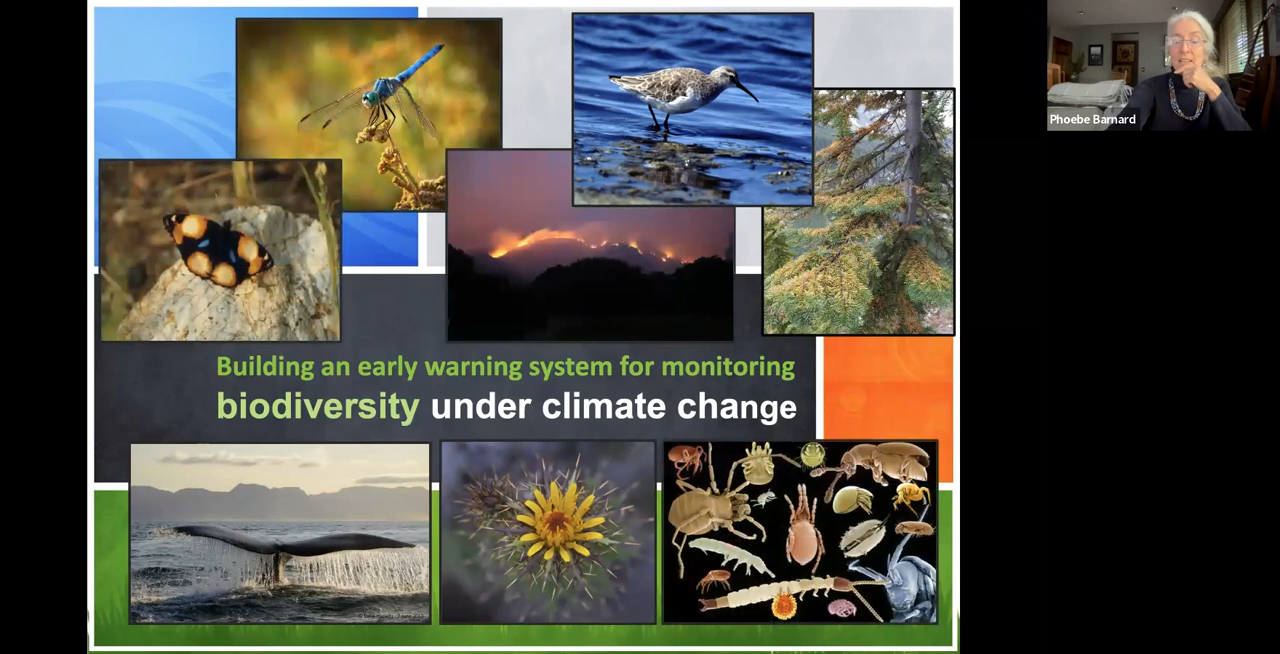 Phoebe Barnard
Building an early warning system for monitoring
biodiversity under climate change